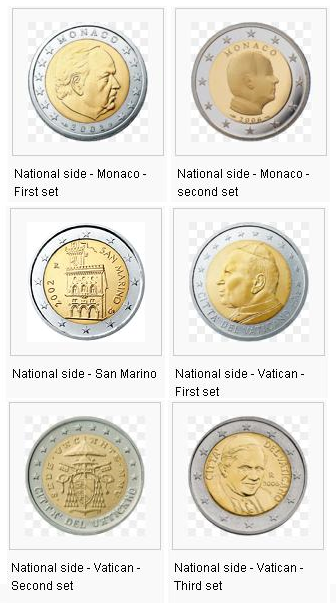 MONACO
2001
National side - Monaco -
First set
MONACO
2006
National side - Monaco -
second set
SAN MARINO
2002
R
National side - San Marino
CITTÀ DEL VATICANO
National side - Vatican -
First set
SEDE VACANTE
CITTA' DEL VATICANO
National side - Vatican -
Second set
CITTA' DEL VATICANO
R
National side - Vatican -
Third set